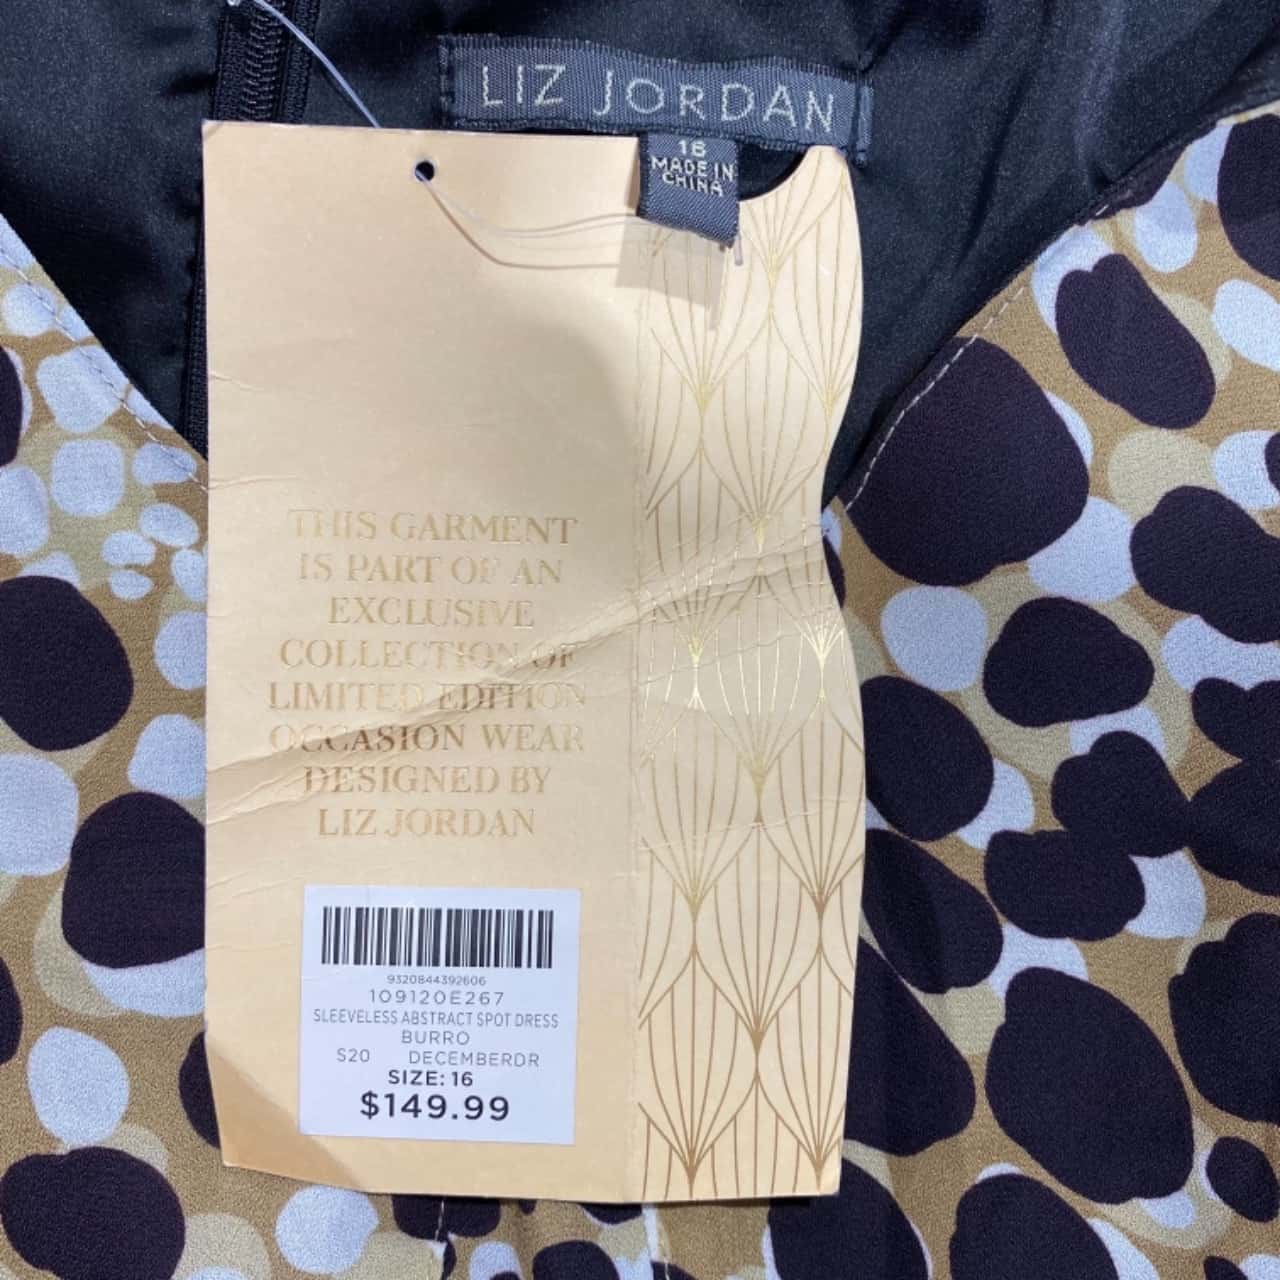 LIZ JORDAN
16
MADE IN
CHINA
THIS GARMENT
IS PART OF AN
EXCLUSIVE
COLLECTION OF
LIMITED EDITION
OCCASION WEAR
DESIGNED BY
LIZ JORDAN
9320844392606
109120E267
SLEEVELESS ABSTRACT SPOT DRESS
BURRO
S20 DECEMBERDR
SIZE: 16
$149.99